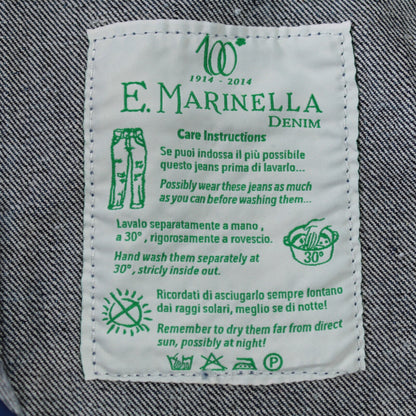 100
1914 - 2014
E. MARINELLA
DENIM
Care Instructions
Se puoi indossa il più possibile
questo jeans prima di lavarlo...
Possibly wear these jeans as much
as you can before washing them...
Lavalo separatamente a mano ,
a 30° , rigorosamente a rovescio.
Hand wash them separately at
30° , stricly inside out.
30°
Ricordati di asciugarlo sempre fontano
dai raggi solari, meglio se di notte!
Remember to dry them far from direct
sun, possibly at night!
P